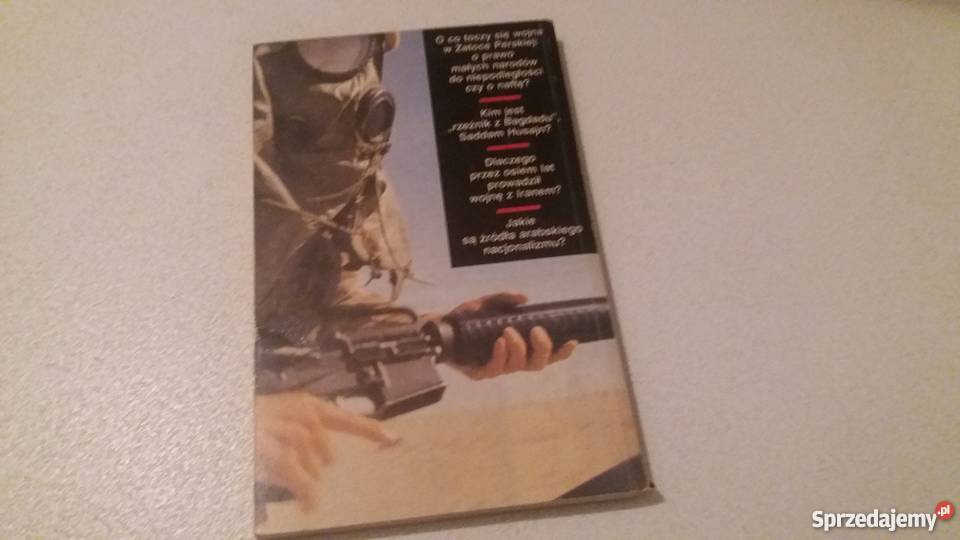 O co toczy się wojna
w Zatoce Perskiej:
o prawo
małych narodów
do niepodległości
czy o naftę?
Kim jest
„rzeźnik z Bagdadu”,
Saddam Husajn?
Dlaczego
przez osiem lat
prowadził
wojnę z Iranem?
Jakie
są źródła arabskiego
nacjonalizmu?
Sprzedajemy.pl